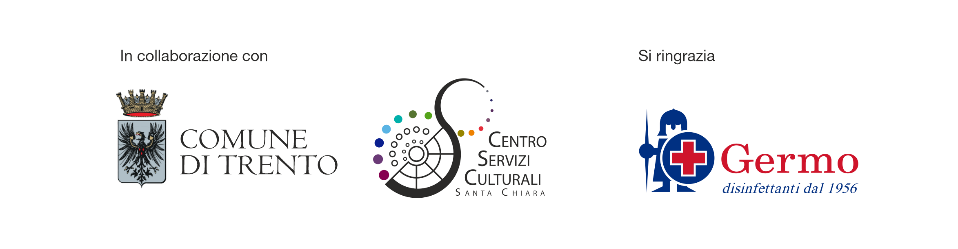 In collaborazione con
COMUNE
DI TRENTO
CENTRO
SERVIZI
CULTURALI
SANTA CHIARA
Si ringrazia
Germo
disinfettanti dal 1956